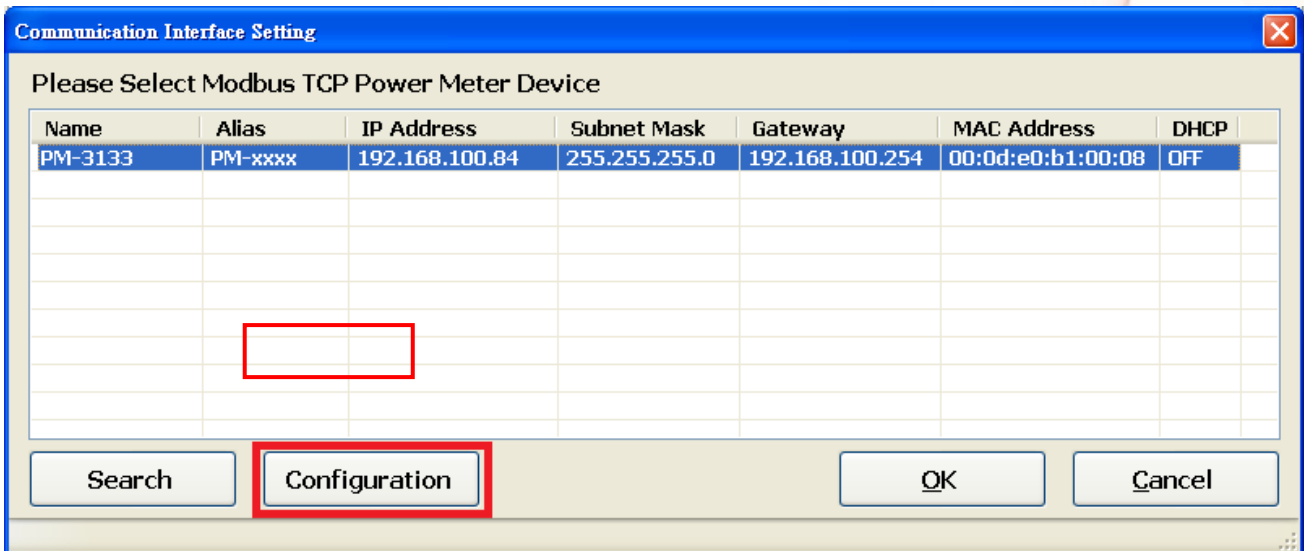 Communication Interface Setting
Please Select Modbus TCP Power Meter Device
Name Alias IP Address Subnet Mask Gateway MAC Address DHCP
PM-3133 PM-xxxx 192.168.100.84 255.255.255.0 192.168.100.254 00:0d:e0:b1:00:08 OFF
Search Configuration OK Cancel